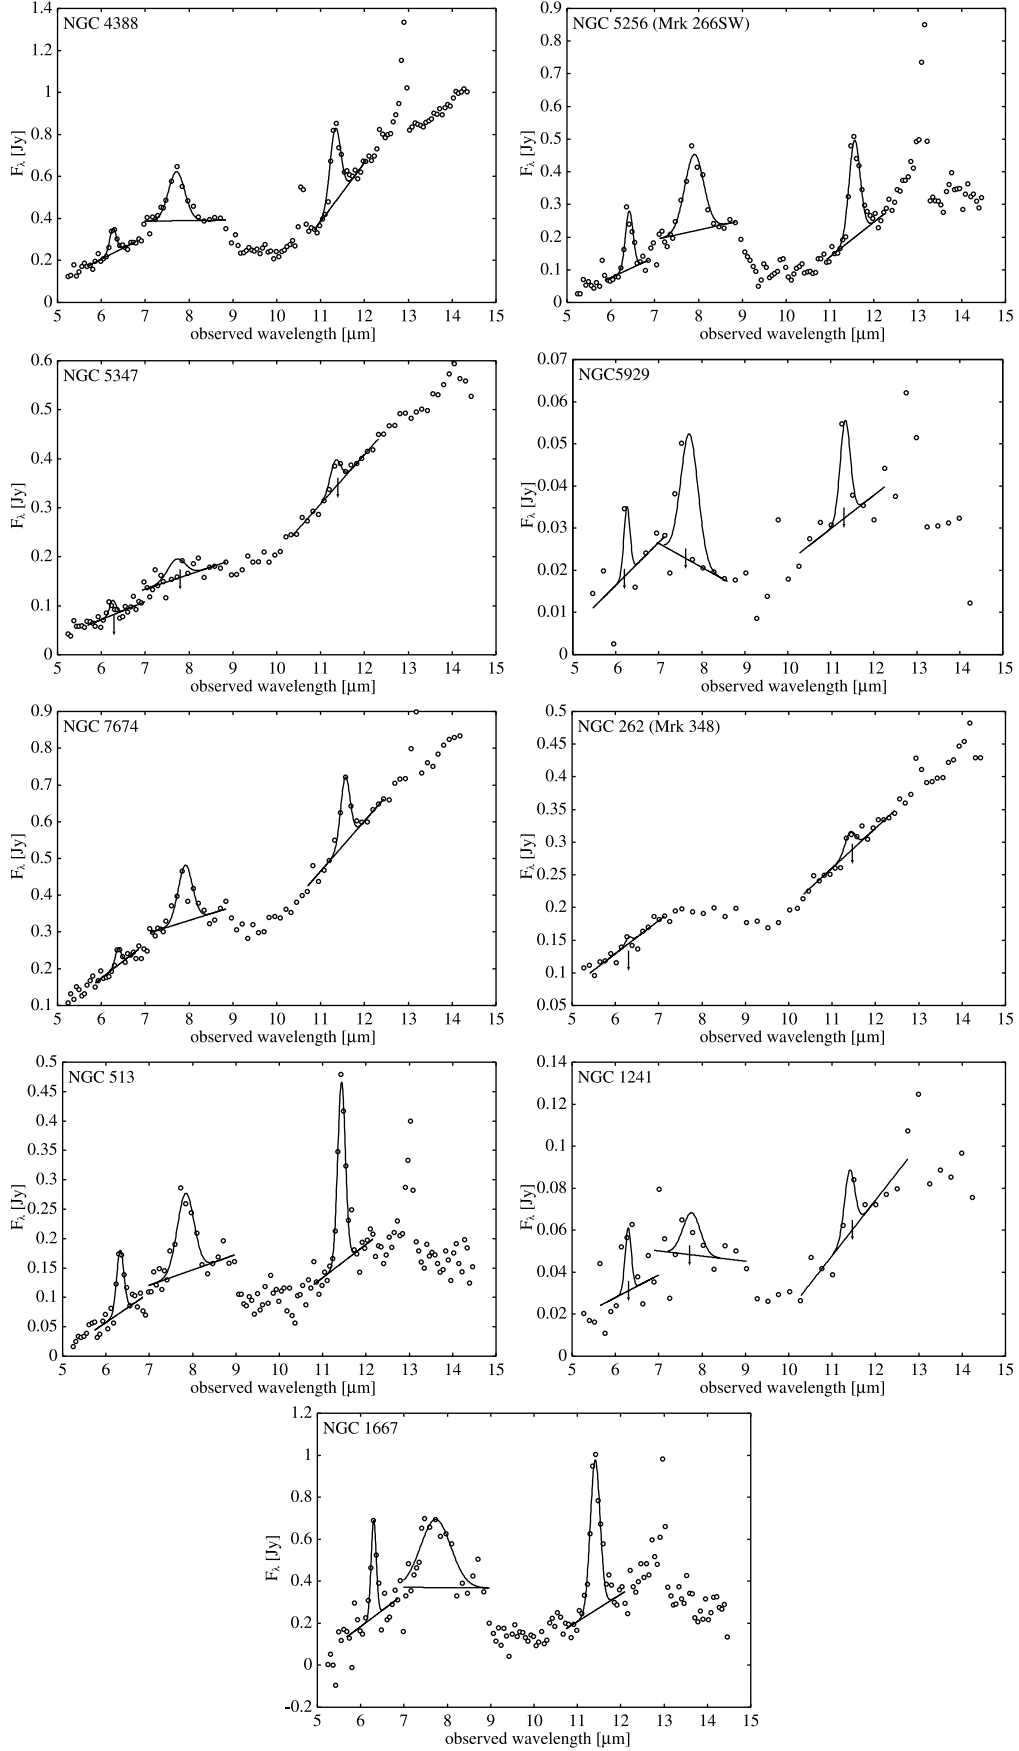 NGC 4388
1.4
1.2
1
0.8
0.6
0.4
0.2
0
5 6 7 8 9 10 11 12 13 14 15
observed wavelength [μm]
Fλ [Jy]
NGC 5256 (Mrk 266SW)
0.9
0.8
0.7
0.6
0.5
0.4
0.3
0.2
0.1
0
5 6 7 8 9 10 11 12 13 14 15
observed wavelength [μm]
Fλ [Jy]
NGC 5347
0.6
0.5
0.4
0.3
0.2
0.1
0
5 6 7 8 9 10 11 12 13 14 15
observed wavelength [μm]
Fλ [Jy]
NGC5929
0.07
0.06
0.05
0.04
0.03
0.02
0.01
0
5 6 7 8 9 10 11 12 13 14 15
observed wavelength [μm]
Fλ [Jy]
NGC 7674
0.9
0.8
0.7
0.6
0.5
0.4
0.3
0.2
0.1
5 6 7 8 9 10 11 12 13 14 15
observed wavelength [μm]
Fλ [Jy]
NGC 262 (Mrk 348)
0.5
0.45
0.4
0.35
0.3
0.25
0.2
0.15
0.1
0.05
5 6 7 8 9 10 11 12 13 14 15
observed wavelength [μm]
Fλ [Jy]
NGC 513
0.5
0.45
0.4
0.35
0.3
0.25
0.2
0.15
0.1
0.05
0
5 6 7 8 9 10 11 12 13 14 15
observed wavelength [μm]
Fλ [Jy]
NGC 1241
0.14
0.12
0.1
0.08
0.06
0.04
0.02
0
5 6 7 8 9 10 11 12 13 14 15
observed wavelength [μm]
Fλ [Jy]
NGC 1667
1.2
1
0.8
0.6
0.4
0.2
0
-0.2
5 6 7 8 9 10 11 12 13 14 15
observed wavelength [μm]
Fλ [Jy]